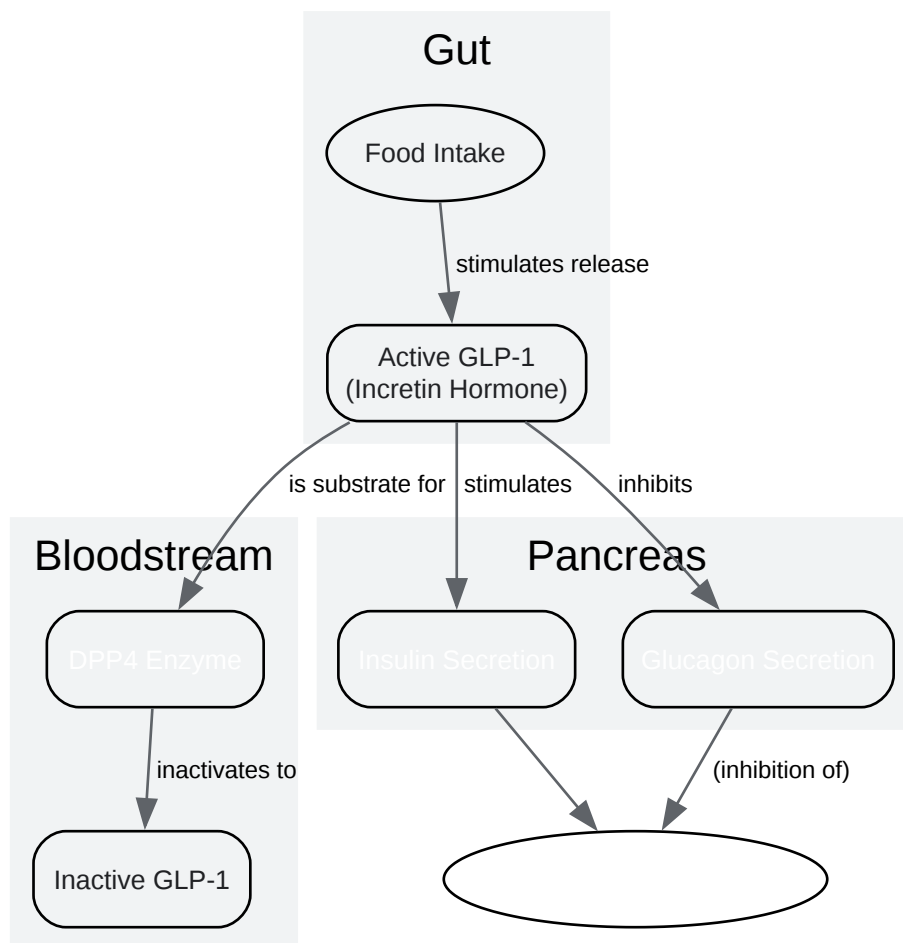 Gut
Food Intake
stimulates release
Active GLP-1
(Incretin Hormone)
is substrate for
stimulates
inhibits
Bloodstream
Pancreas
DPP4 Enzyme
Insulin Secretion
Glucagon Secretion
inactivates to
(inhibition of)
Inactive GLP-1